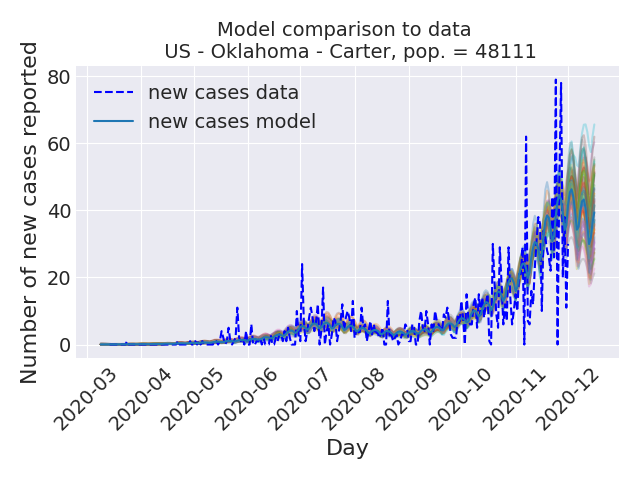 Model comparison to data
US - Oklahoma - Carter, pop. = 48111
Number of new cases reported
80
60
40
20
0
new cases data
new cases model
2020-03
2020-04
2020-05
2020-06
2020-07
2020-08
2020-09
2020-10
2020-11
2020-12
Day